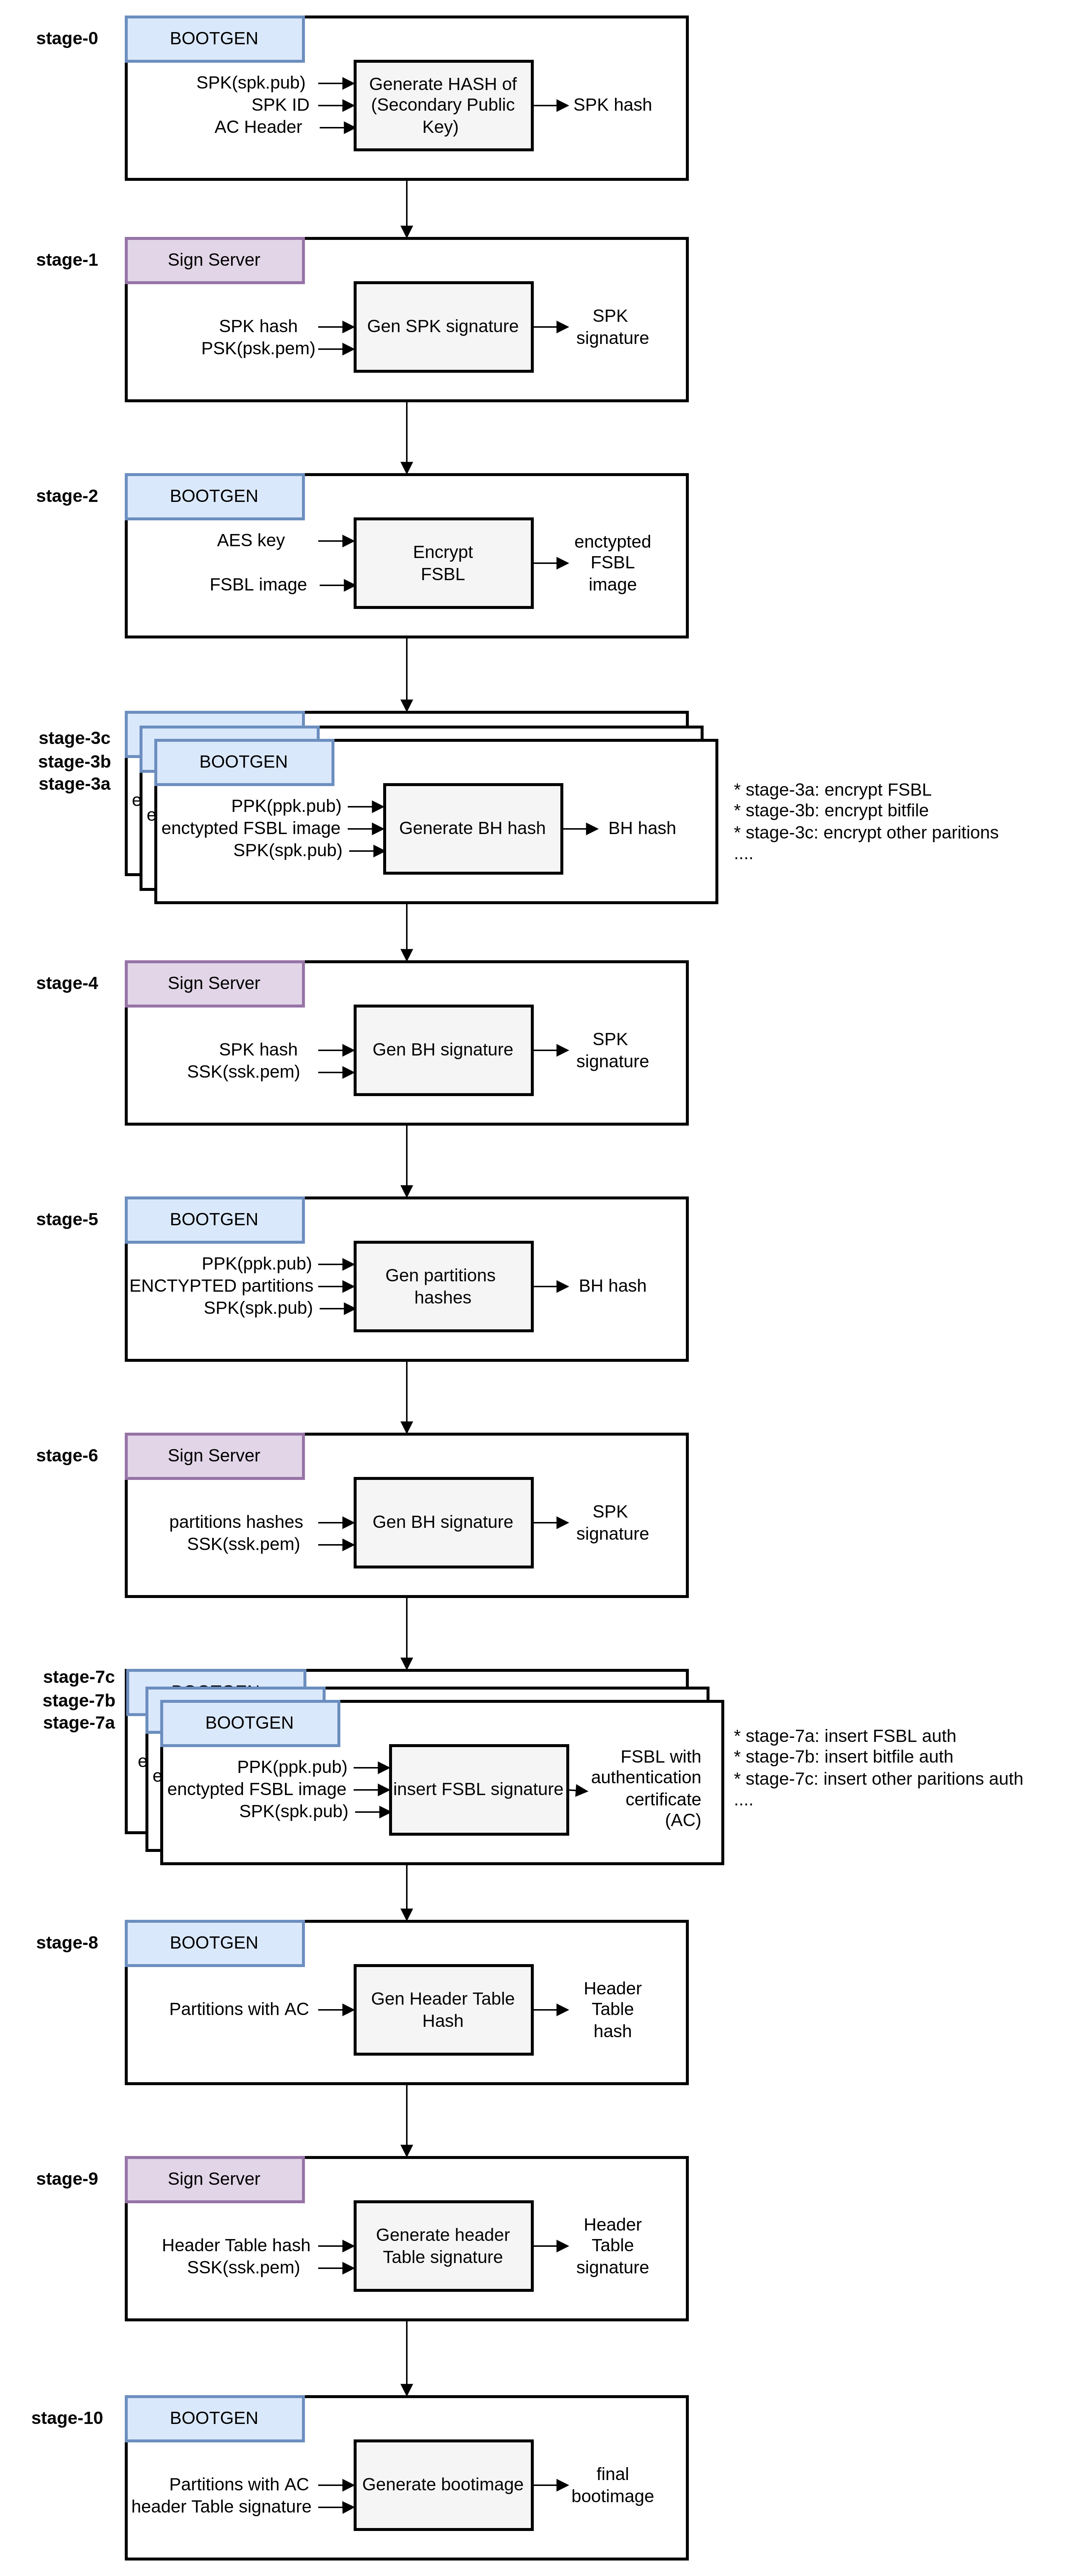 stage-0
BOOTGEN
SPK(spk.pub)
SPK ID
AC Header
Generate HASH of
(Secondary Public
Key)
SPK hash
stage-1
Sign Server
SPK hash
PSK(psk.pem)
Gen SPK signature
SPK
signature
stage-2
BOOTGEN
AES key
FSBL image
Encrypt
FSBL
enctypted
FSBL
image
stage-3c
stage-3b
stage-3a
e
e
BOOTGEN
PPK(ppk.pub)
enctypted FSBL image
SPK(spk.pub)
Generate BH hash
BH hash
* stage-3a: encrypt FSBL
* stage-3b: encrypt bitfile
* stage-3c: encrypt other paritions
....
stage-4
Sign Server
SPK hash
SSK(ssk.pem)
Gen BH signature
SPK
signature
stage-5
BOOTGEN
PPK(ppk.pub)
ENCTYPTED partitions
SPK(spk.pub)
Gen partitions
hashes
BH hash
stage-6
Sign Server
partitions hashes
SSK(ssk.pem)
Gen BH signature
SPK
signature
stage-7c
stage-7b
stage-7a
BOOTGEN
e
e
BOOTGEN
PPK(ppk.pub)
enctypted FSBL image
SPK(spk.pub)
insert FSBL signature
FSBL with
authentication
certificate
(AC)
* stage-7a: insert FSBL auth
* stage-7b: insert bitfile auth
* stage-7c: insert other paritions auth
....
stage-8
BOOTGEN
Partitions with AC
Gen Header Table
Hash
Header
Table
hash
stage-9
Sign Server
Header Table hash
SSK(ssk.pem)
Generate header
Table signature
Header
Table
signature
stage-10
BOOTGEN
Partitions with AC
header Table signature
Generate bootimage
final
bootimage